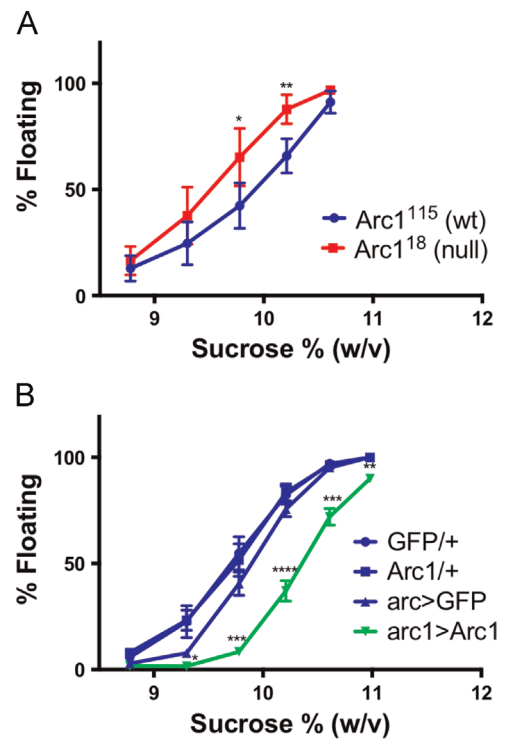 A
% Floating
100
50
0
* **
Arc1¹¹⁵ (wt)
Arc1¹⁸ (null)
9 10 11 12
Sucrose % (w/v)
B
% Floating
100
50
0
* *** **** *** **
GFP/+
Arc1/+
arc>GFP
arc1>Arc1
9 10 11 12
Sucrose % (w/v)